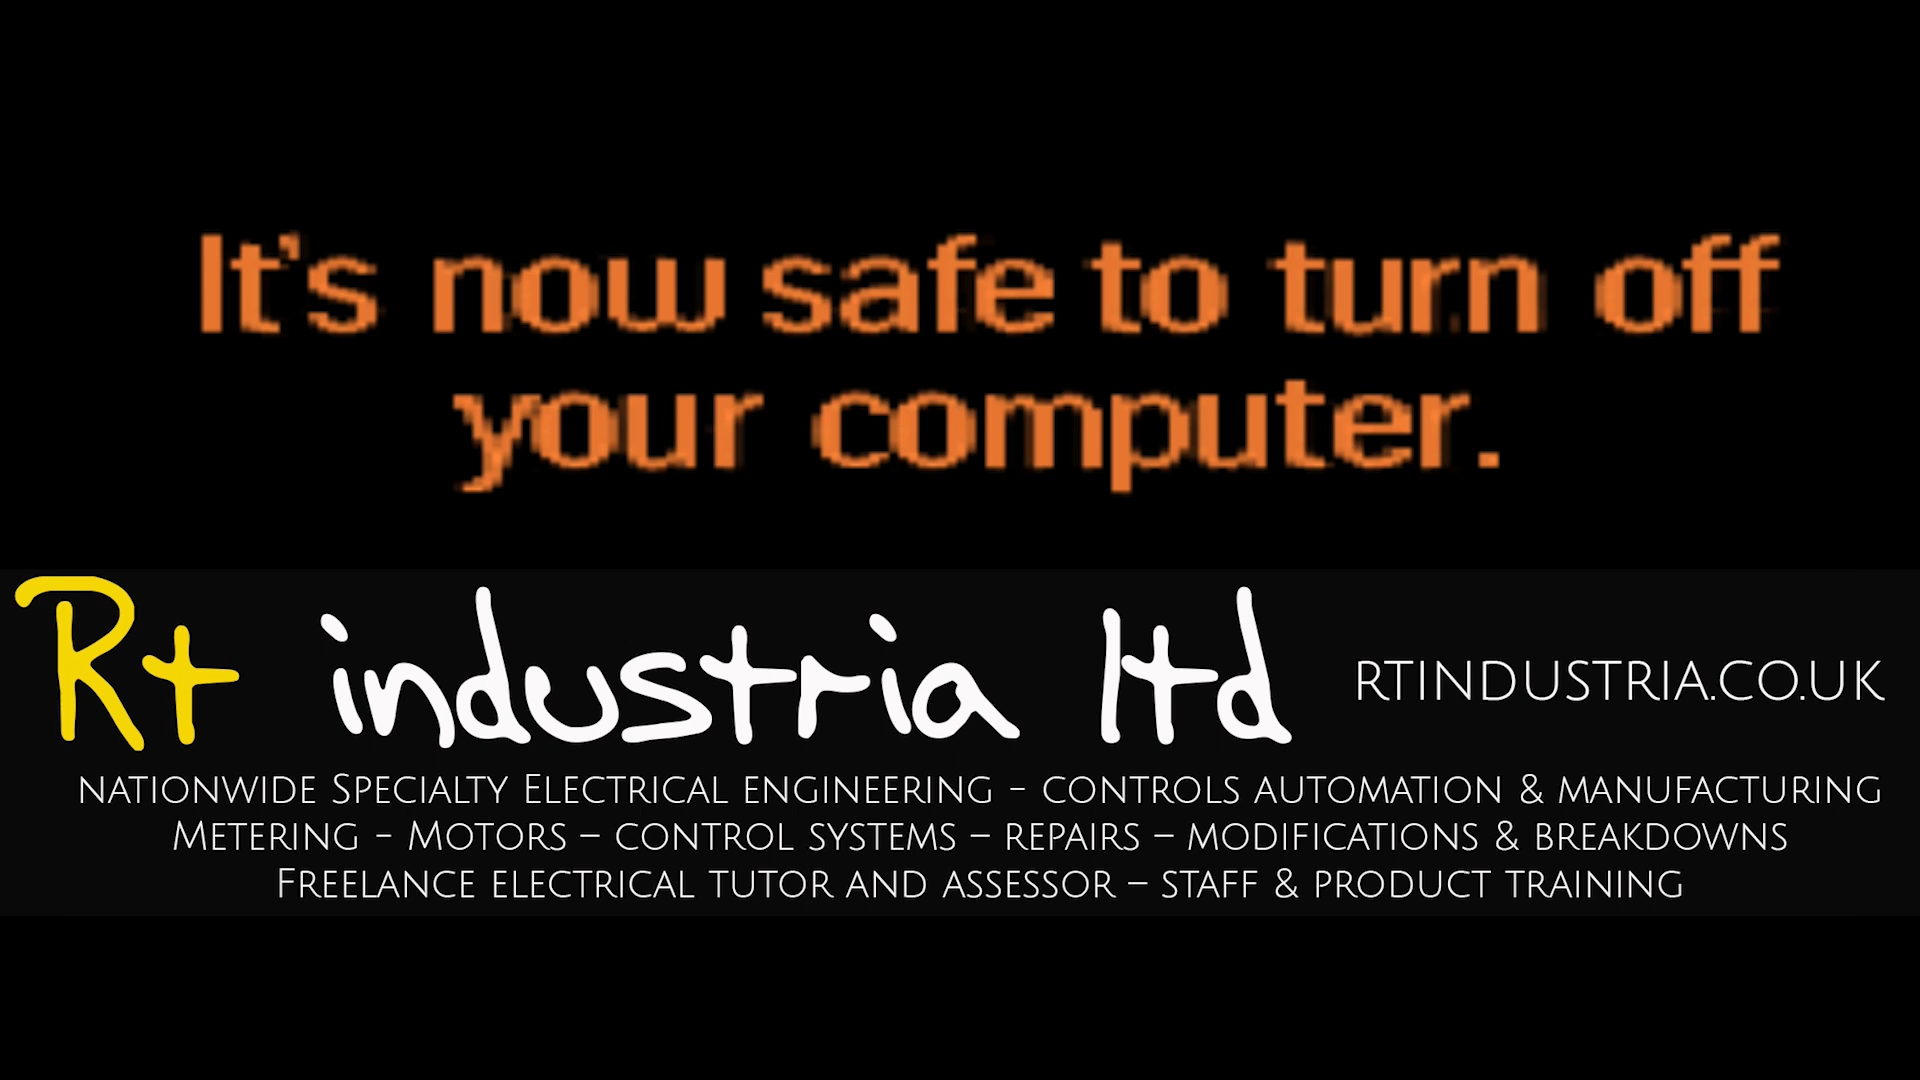 It's now safe to turn off
your computer.
Rt industria ltd
RTINDUSTRIA.CO.UK
NATIONWIDE SPECIALTY ELECTRICAL ENGINEERING - CONTROLS AUTOMATION & MANUFACTURING
METERING - MOTORS – CONTROL SYSTEMS – REPAIRS – MODIFICATIONS & BREAKDOWNS
FREELANCE ELECTRICAL TUTOR AND ASSESSOR – STAFF & PRODUCT TRAINING